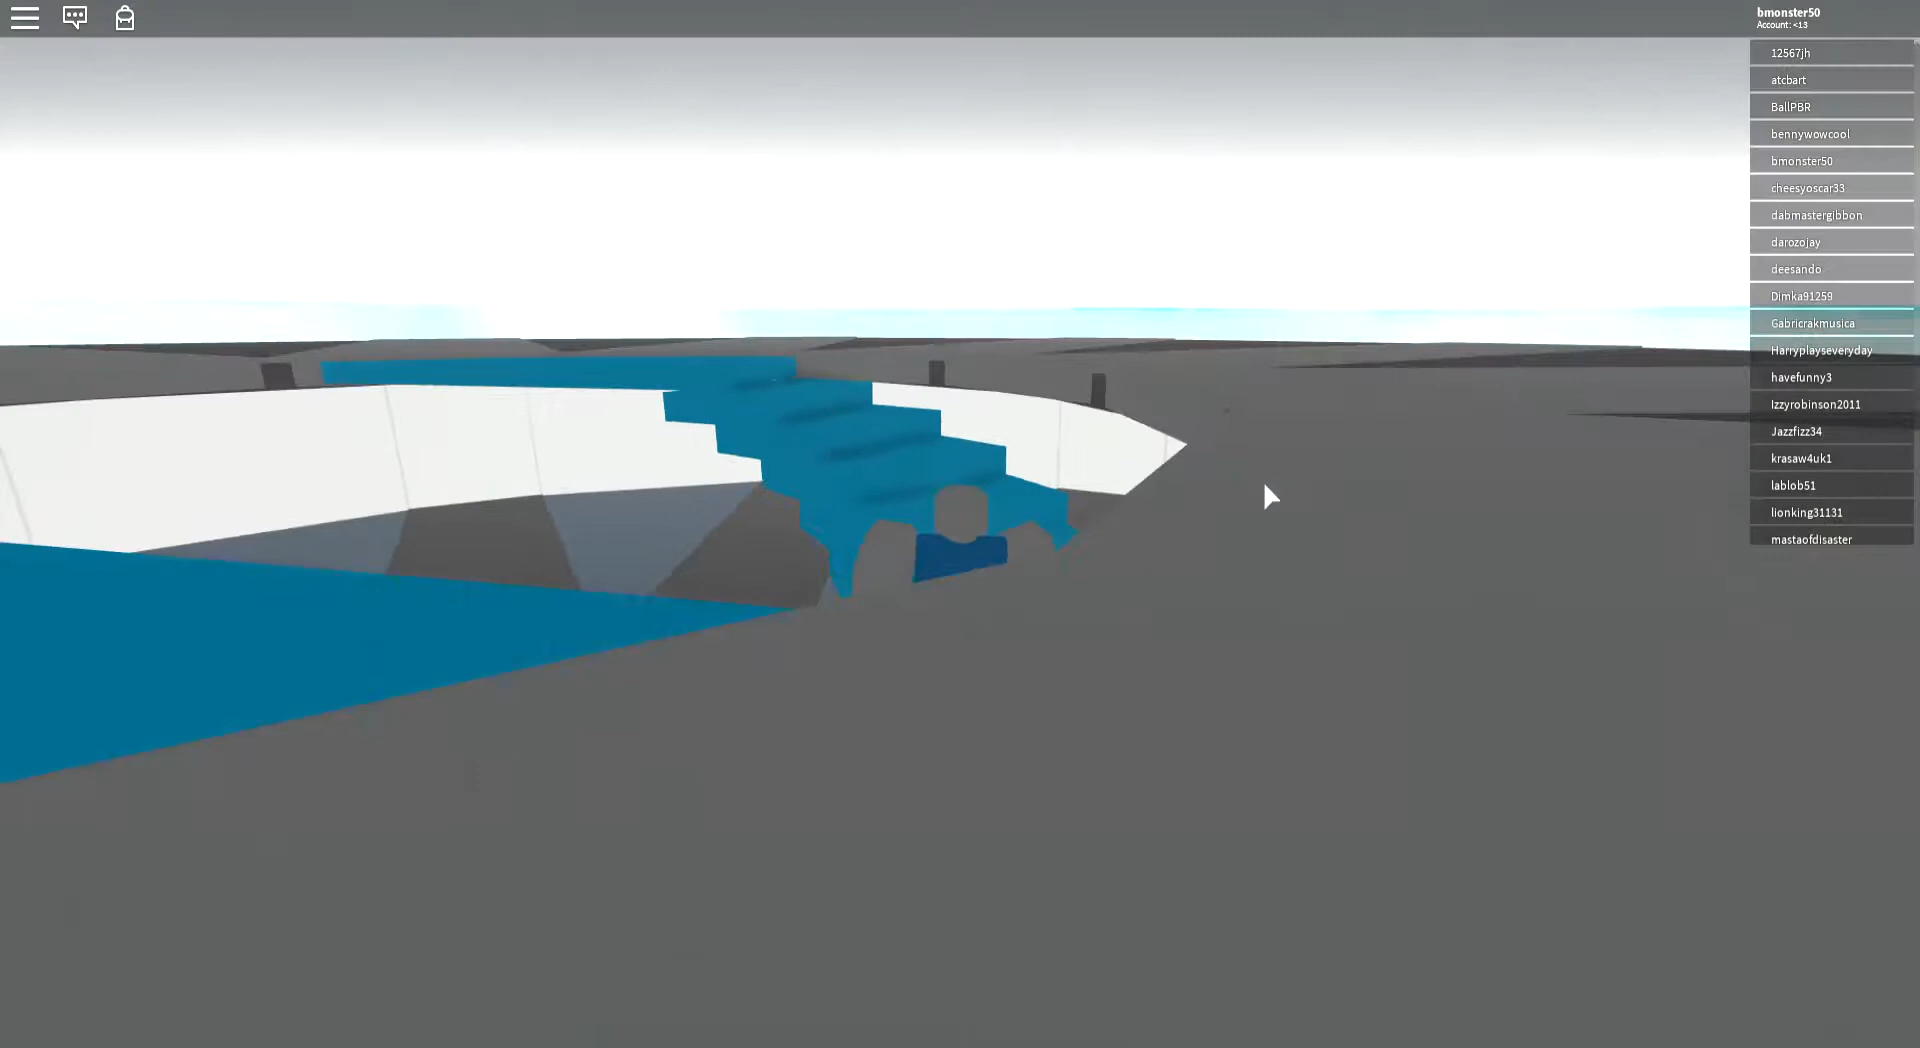 bmonster50
Account: <13
12567jh
atcbart
BallPBR
bennywowcool
bmonster50
cheesyoscar33
dabmastergibbon
darozojay
deesando
Dimka91259
Gabricrakmusica
Harryplayseveryday
havefunny3
Izzyrobinson2011
Jazzfizz34
krasaw4uk1
lablob51
lionking31131
mastaofdisaster